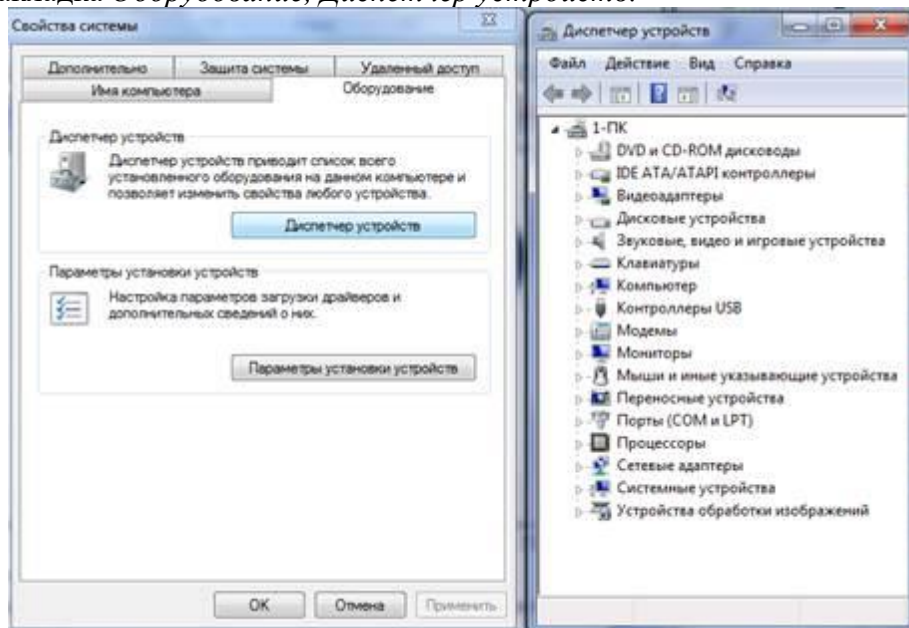 Оборудование, Диспетчер устройств.
Свойства системы
Дополнительно Защита системы Удаленный доступ
Имя компьютера Оборудование
Диспетчер устройств
Диспетчер устройств приводит список всего
установленного оборудования на данном компьютере и
позволяет изменить свойства любого устройства.
Диспетчер устройств
Параметры установки устройств
Настройка параметров загрузки драйверов и
дополнительных сведений о них.
Параметры установки устройств
ОК Отмена Применить
Диспетчер устройств
Файл Действие Вид Справка
1-ПК
DVD и CD-ROM дисководы
IDE ATA/ATAPI контроллеры
Видеоадаптеры
Дисковые устройства
Звуковые, видео и игровые устройства
Клавиатуры
Компьютер
Контроллеры USB
Модемы
Мониторы
Мыши и иные указывающие устройства
Переносные устройства
Порты (COM и LPT)
Процессоры
Сетевые адаптеры
Системные устройства
Устройства обработки изображений